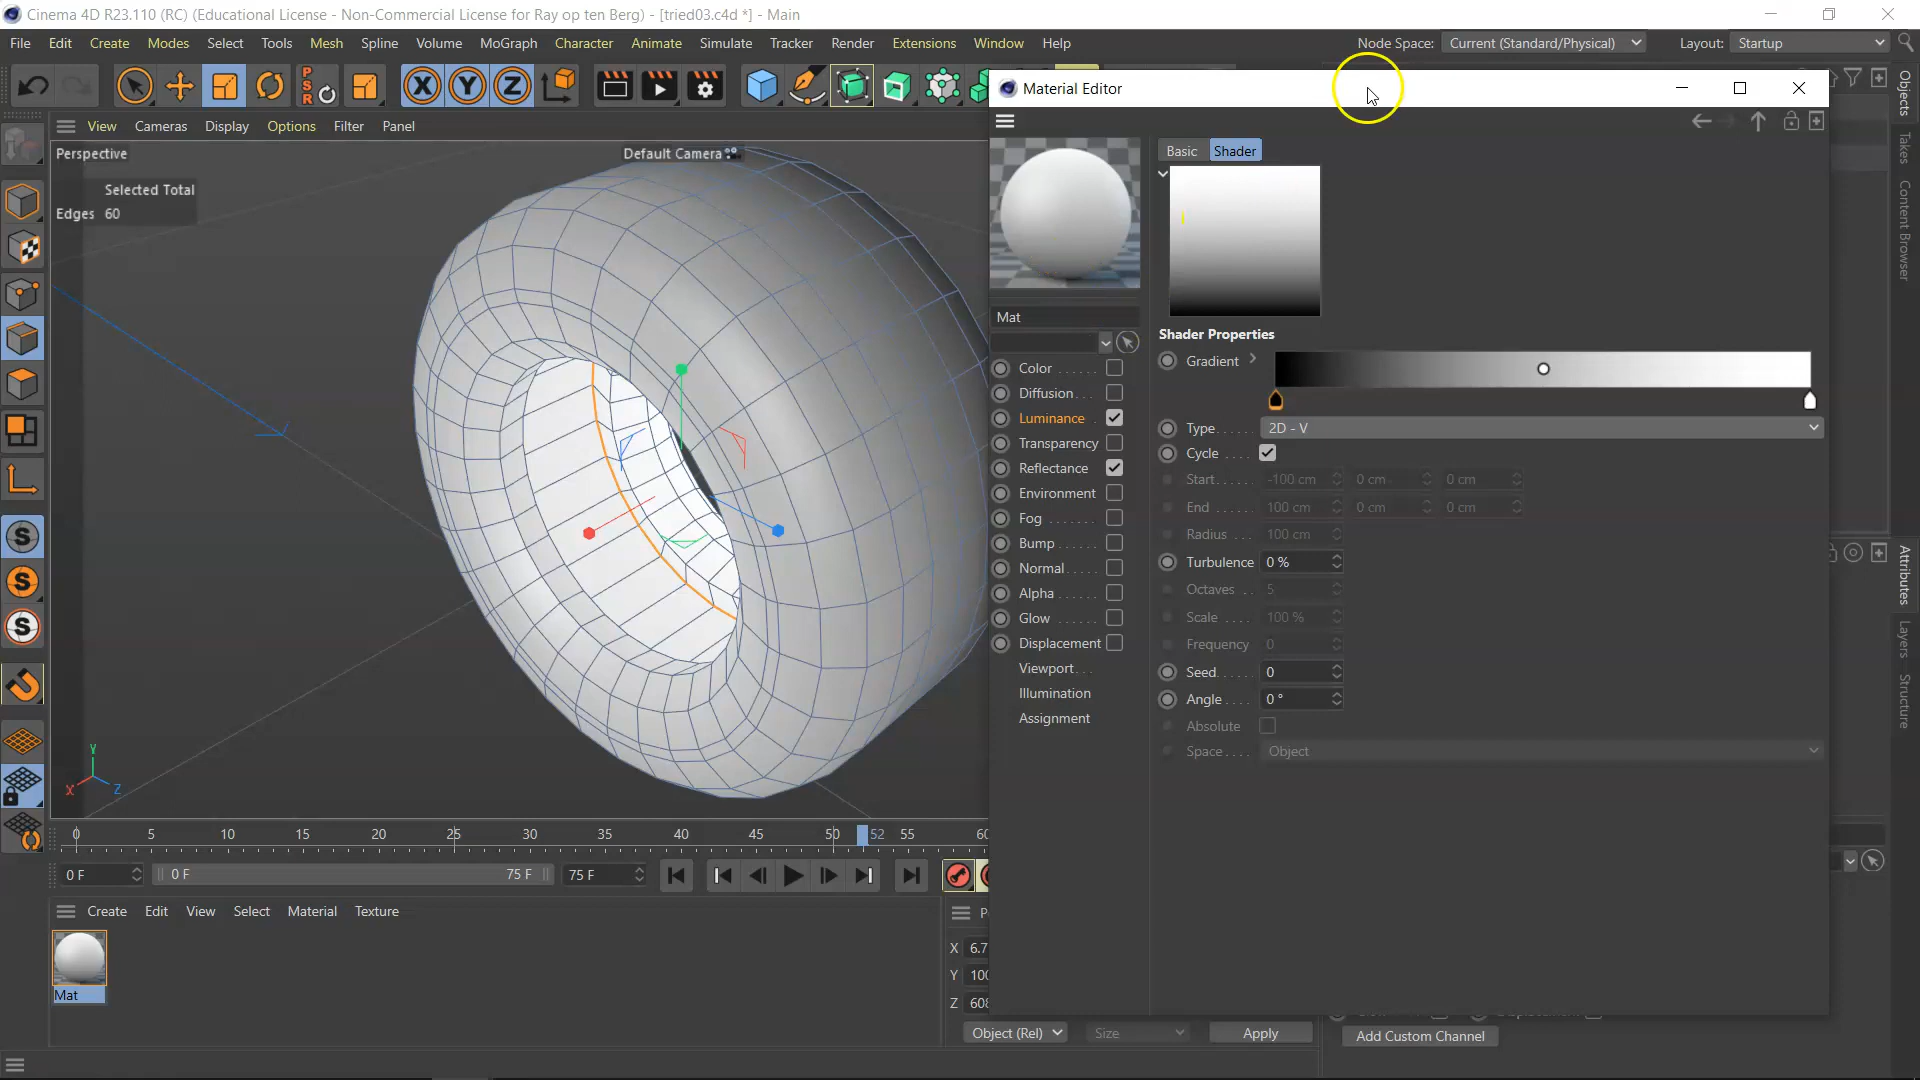 Cinema 4D R23.110 (RC) (Educational License - Non-Commercial License for Ray op ten Berg) - [tried03.c4d *] - Main
File Edit Create Modes Select Tools Mesh Spline Volume MoGraph Character Animate Simulate Tracker Render Extensions Window Help Node Space: Current (Standard/Physical) Layout: Startup
PSR X Y Z
Material Editor
View Cameras Display Options Filter Panel
Perspective Default Camera
Basic Shader
Selected Total
Edges 60
Mat
Shader Properties
Gradient
Color
Diffusion
Luminance
Transparency
Reflectance
Environment
Fog
Bump
Normal
Alpha
Glow
Displacement
Viewport
Illumination
Assignment
Type 2D - V
Cycle
Start -100 cm 0 cm 0 cm
End 100 cm 0 cm 0 cm
Radius 100 cm
Turbulence 0 %
Octaves 5
Scale 100 %
Frequency 0
Seed 0
Angle 0 °
Absolute
Space Object
Objects
Takes
Content Browser
Attributes
Layers
Structure
S
S
S
Y
X Z
0 5 10 15 20 25 30 35 40 45 50 52 55 60
0 F 0 F 75 F 75 F
Create Edit View Select Material Texture
Mat
X 6.7
Y 100
Z 608
Object (Rel) Size Apply
Add Custom Channel